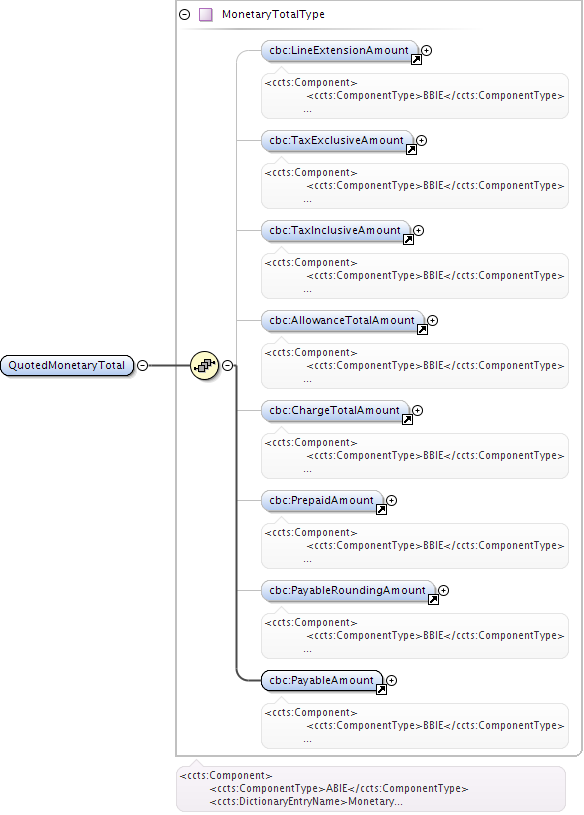 MonetaryTotalType
cbc:LineExtensionAmount
<ccts:Component>
<ccts:ComponentType>BBIE</ccts:ComponentType>
...
cbc:TaxExclusiveAmount
<ccts:Component>
<ccts:ComponentType>BBIE</ccts:ComponentType>
...
cbc:TaxInclusiveAmount
<ccts:Component>
<ccts:ComponentType>BBIE</ccts:ComponentType>
...
cbc:AllowanceTotalAmount
<ccts:Component>
<ccts:ComponentType>BBIE</ccts:ComponentType>
...
QuotedMonetaryTotal
cbc:ChargeTotalAmount
<ccts:Component>
<ccts:ComponentType>BBIE</ccts:ComponentType>
...
cbc:PrepaidAmount
<ccts:Component>
<ccts:ComponentType>BBIE</ccts:ComponentType>
...
cbc:PayableRoundingAmount
<ccts:Component>
<ccts:ComponentType>BBIE</ccts:ComponentType>
...
cbc:PayableAmount
<ccts:Component>
<ccts:ComponentType>BBIE</ccts:ComponentType>
...
<ccts:Component>
<ccts:ComponentType>ABIE</ccts:ComponentType>
<ccts:DictionaryEntryName>Monetary...